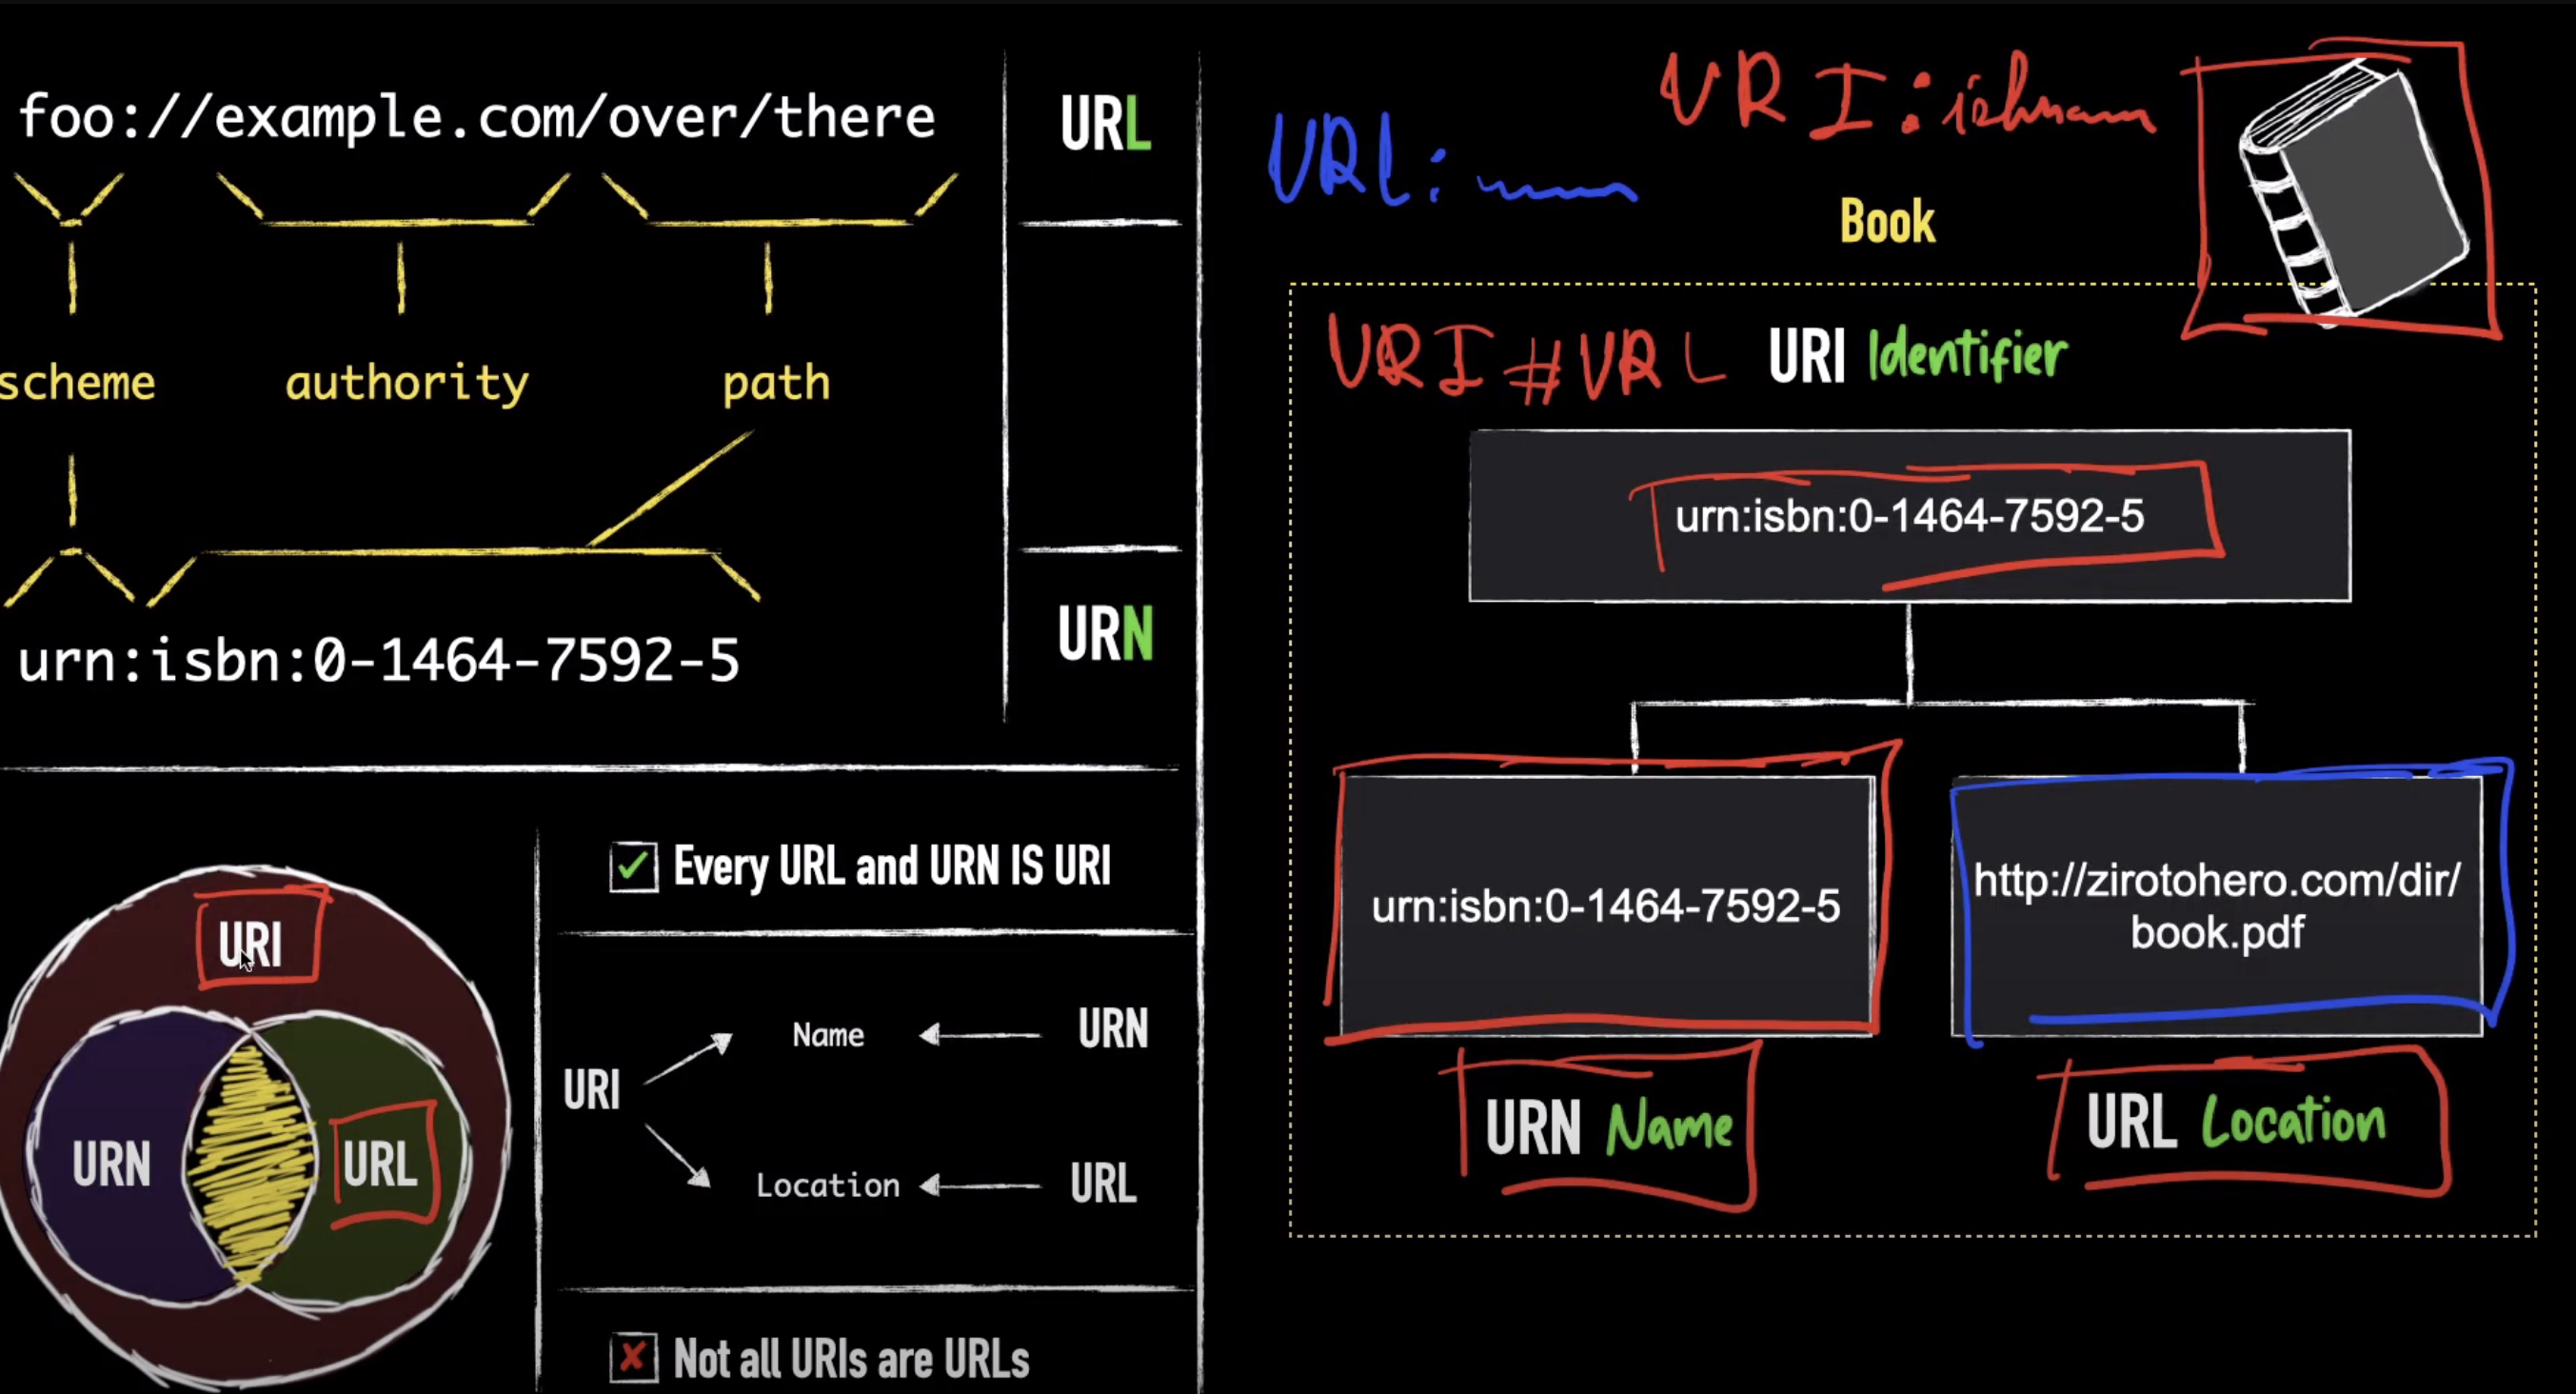 foo://example.com/over/there
URL
scheme
authority
path
urn:isbn:0-1464-7592-5
URN
URI
URN
URL
Every URL and URN IS URI
URI
Name
URN
Location
URL
Not all URIs are URLs
URL:
URI:
Book
URI # URL
URI Identifier
urn:isbn:0-1464-7592-5
urn:isbn:0-1464-7592-5
http://zirotohero.com/dir/
book.pdf
URN Name
URL Location